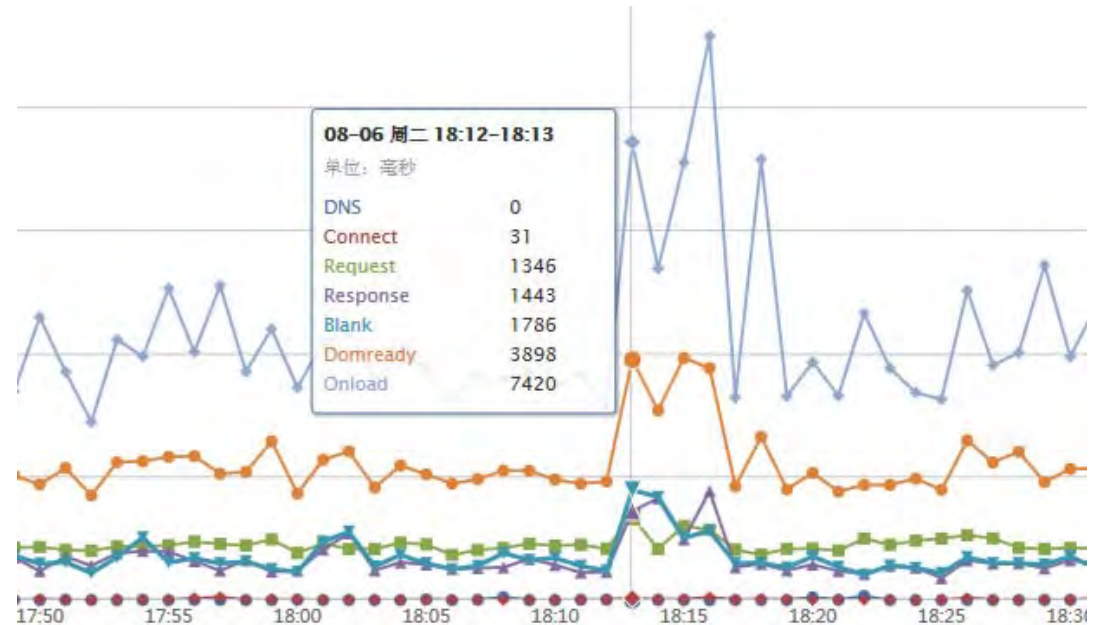 08-06 周二 18:12-18:13
单位：毫秒
DNS 0
Connect 31
Request 1346
Response 1443
Blank 1786
Domready 3898
Onload 7420
17:50 17:55 18:00 18:05 18:10 18:15 18:20 18:25 18:30